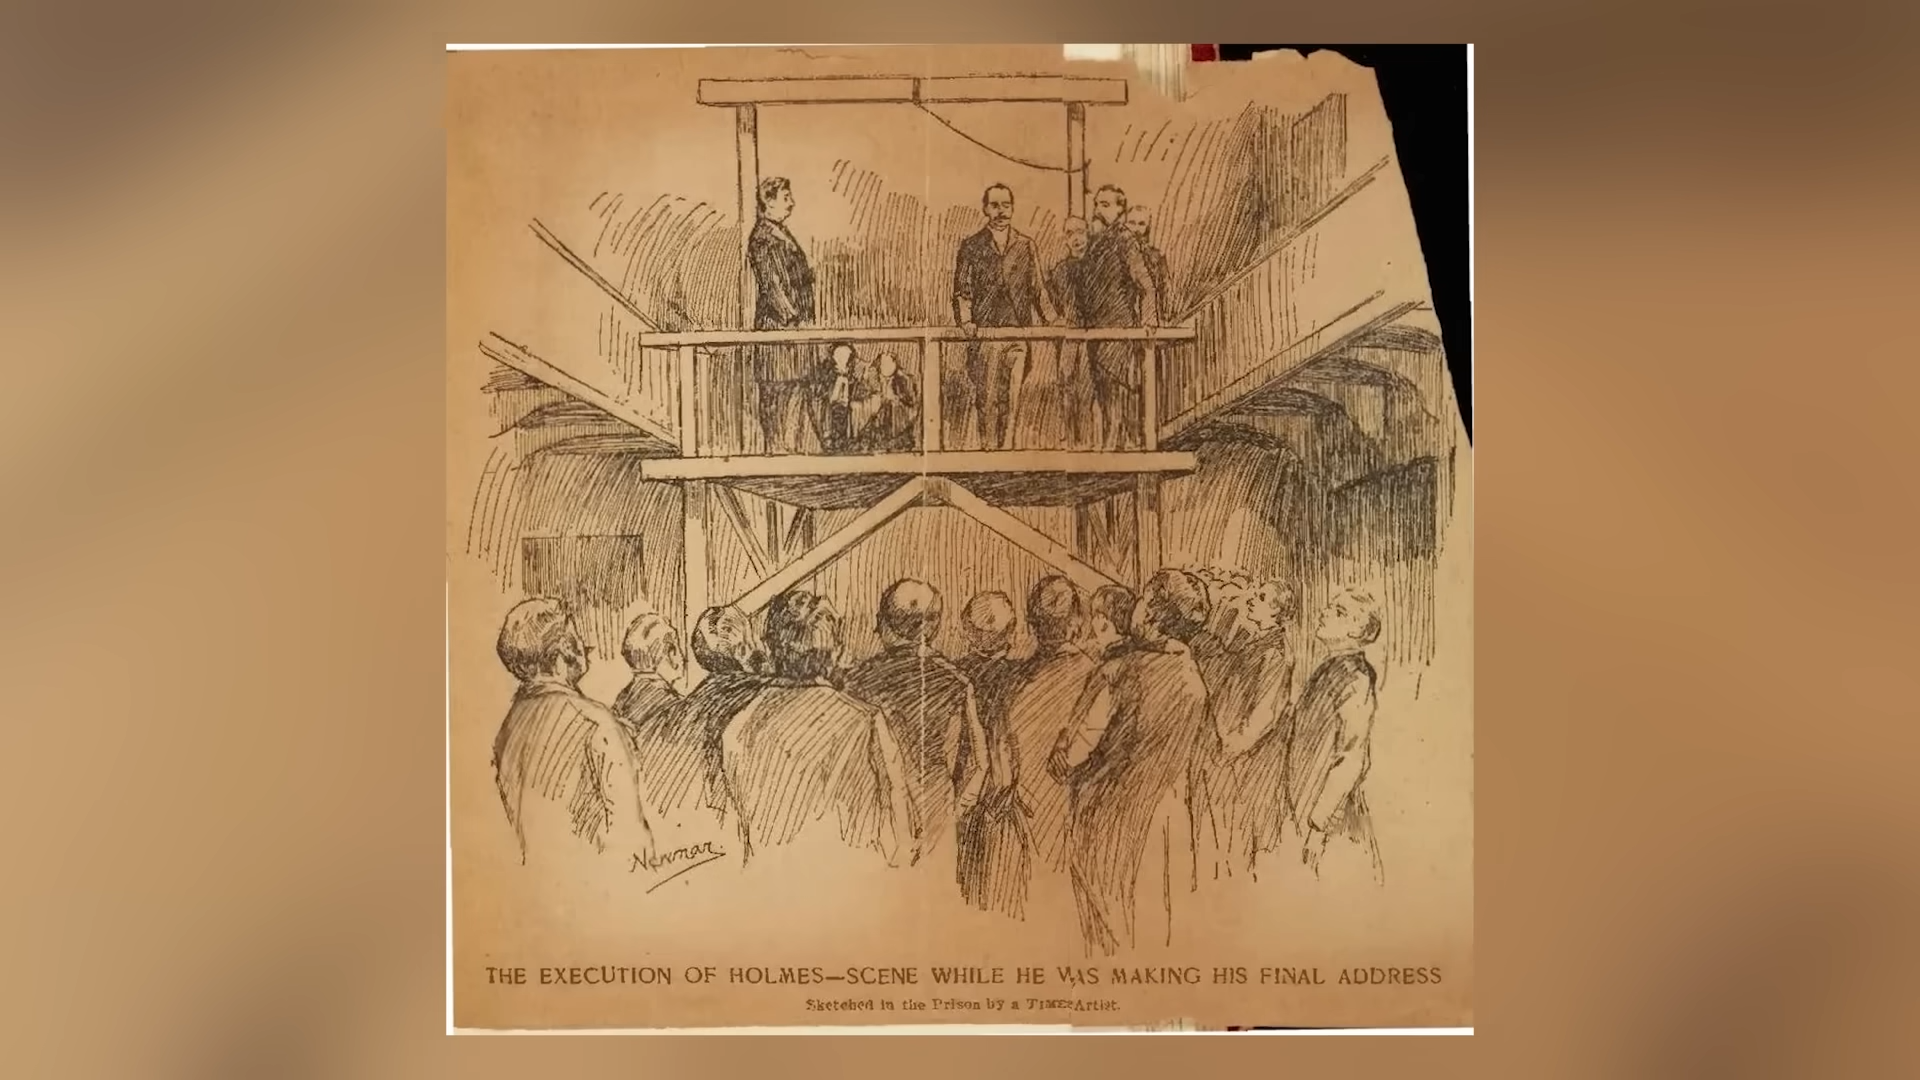 Newman.
THE EXECUTION OF HOLMES—SCENE WHILE HE WAS MAKING HIS FINAL ADDRESS
Sketched in the Prison by a TIMES Artist.